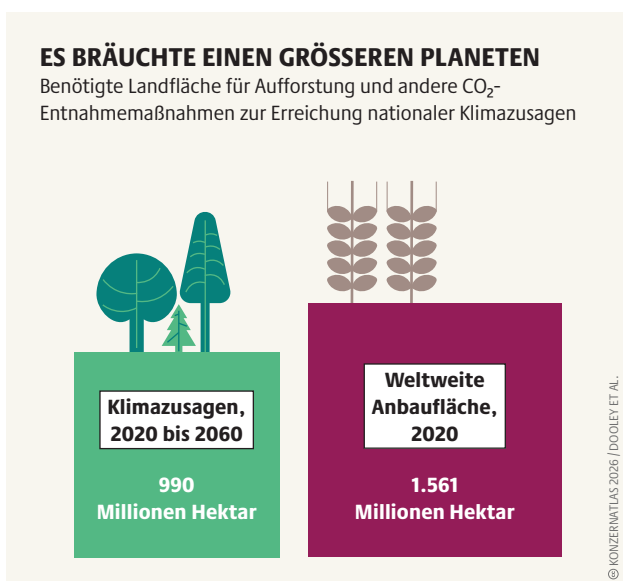 ES BRÄUCHTE EINEN GRÖSSEREN PLANETEN
Benötigte Landfläche für Aufforstung und andere CO₂-
Entnahmemaßnahmen zur Erreichung nationaler Klimazusagen
Klimazusagen,
2020 bis 2060
990
Millionen Hektar
Weltweite
Anbaufläche,
2020
1.561
Millionen Hektar
🅭 KONZERNATLAS 2026 / DOOLEY ET AL.